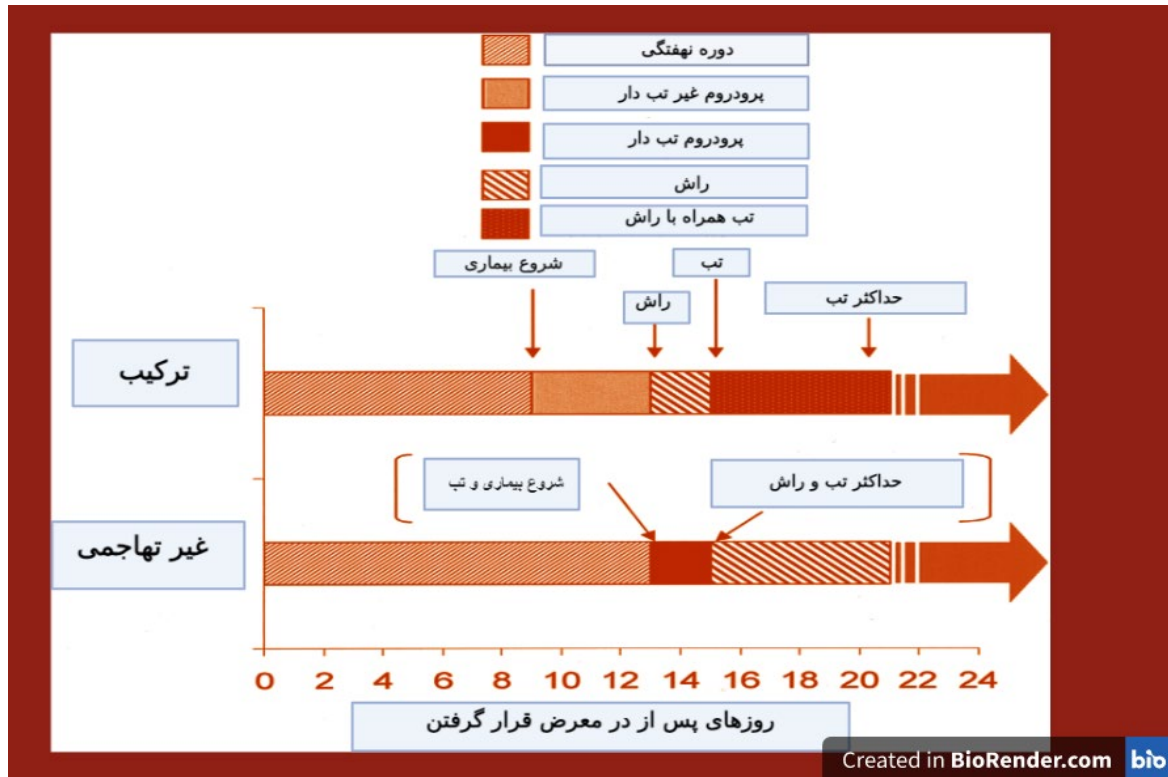 دوره نهفتگی
پرودروم غیر تب دار
پرودروم تب دار
راش
تب همراه با راش
شروع بیماری
تب
راش
حداکثر تب
ترکیب
شروع بیماری و تب
حداکثر تب و راش
غیر تهاجمی
0 2 4 6 8 10 12 14 16 18 20 22 24
روزهای پس از در معرض قرار گرفتن
Created in BioRender.com bio